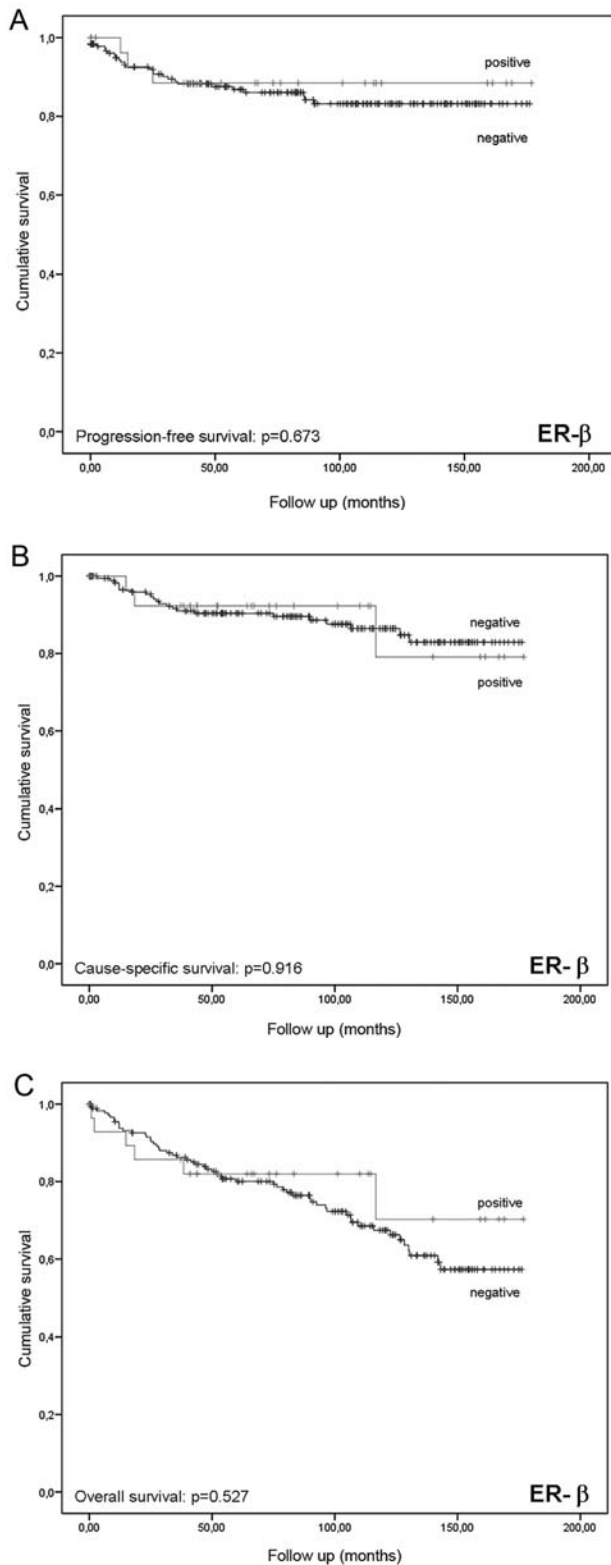 A
1,0
positive
0,8
negative
0,6
Cumulative survival
0,4
0,2
0,0
Progression-free survival: p=0.673
ER-β
0,00 50,00 100,00 150,00 200,00
Follow up (months)
B
1,0
negative
0,8
positive
0,6
Cumulative survival
0,4
0,2
0,0
Cause-specific survival: p=0.916
ER- β
0,00 50,00 100,00 150,00 200,00
Follow up (months)
C
1,0
0,8
positive
0,6
negative
Cumulative survival
0,4
0,2
0,0
Overall survival: p=0.527
ER- β
0,00 50,00 100,00 150,00 200,00
Follow up (months)